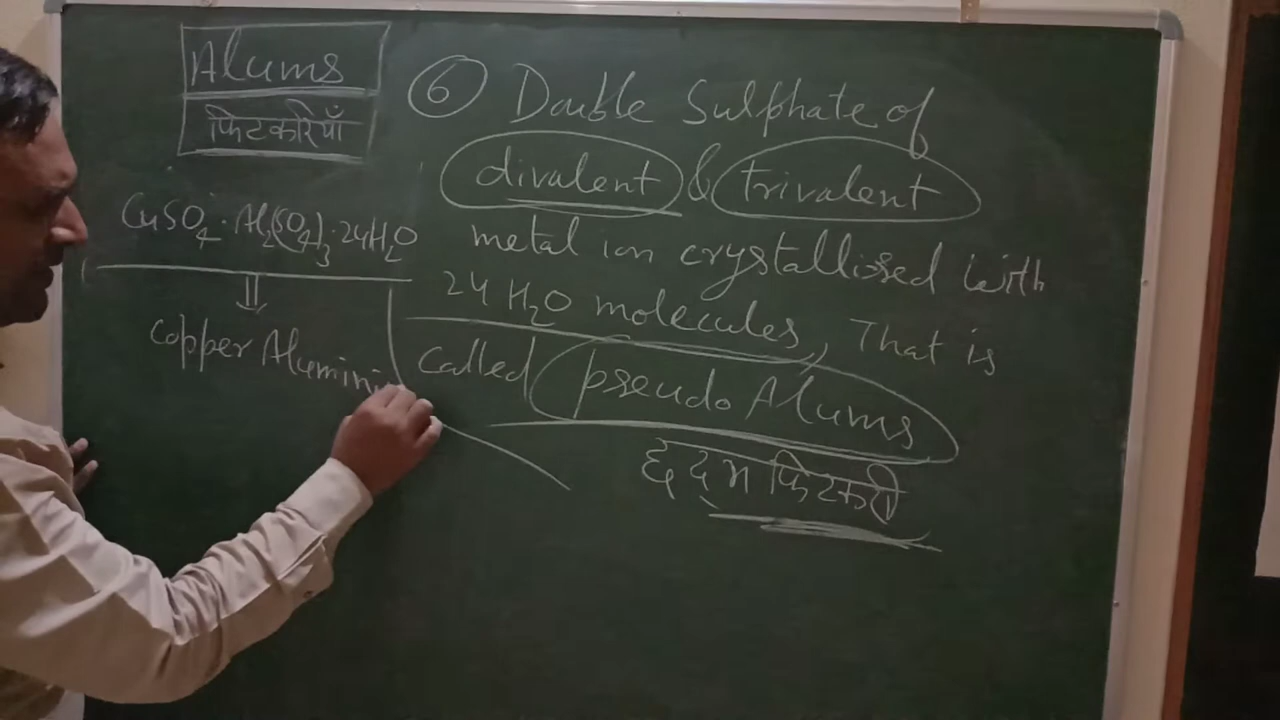 Alums
फिटकरियाँ
CuSO4 · Al2(SO4)3 · 24H2O
⇓
Copper Alumini
6 Double Sulphate of
divalent & trivalent
metal ion crystallised with
24 H2O molecules, That is
called pseudo Alums
छद्दम फिटकरी